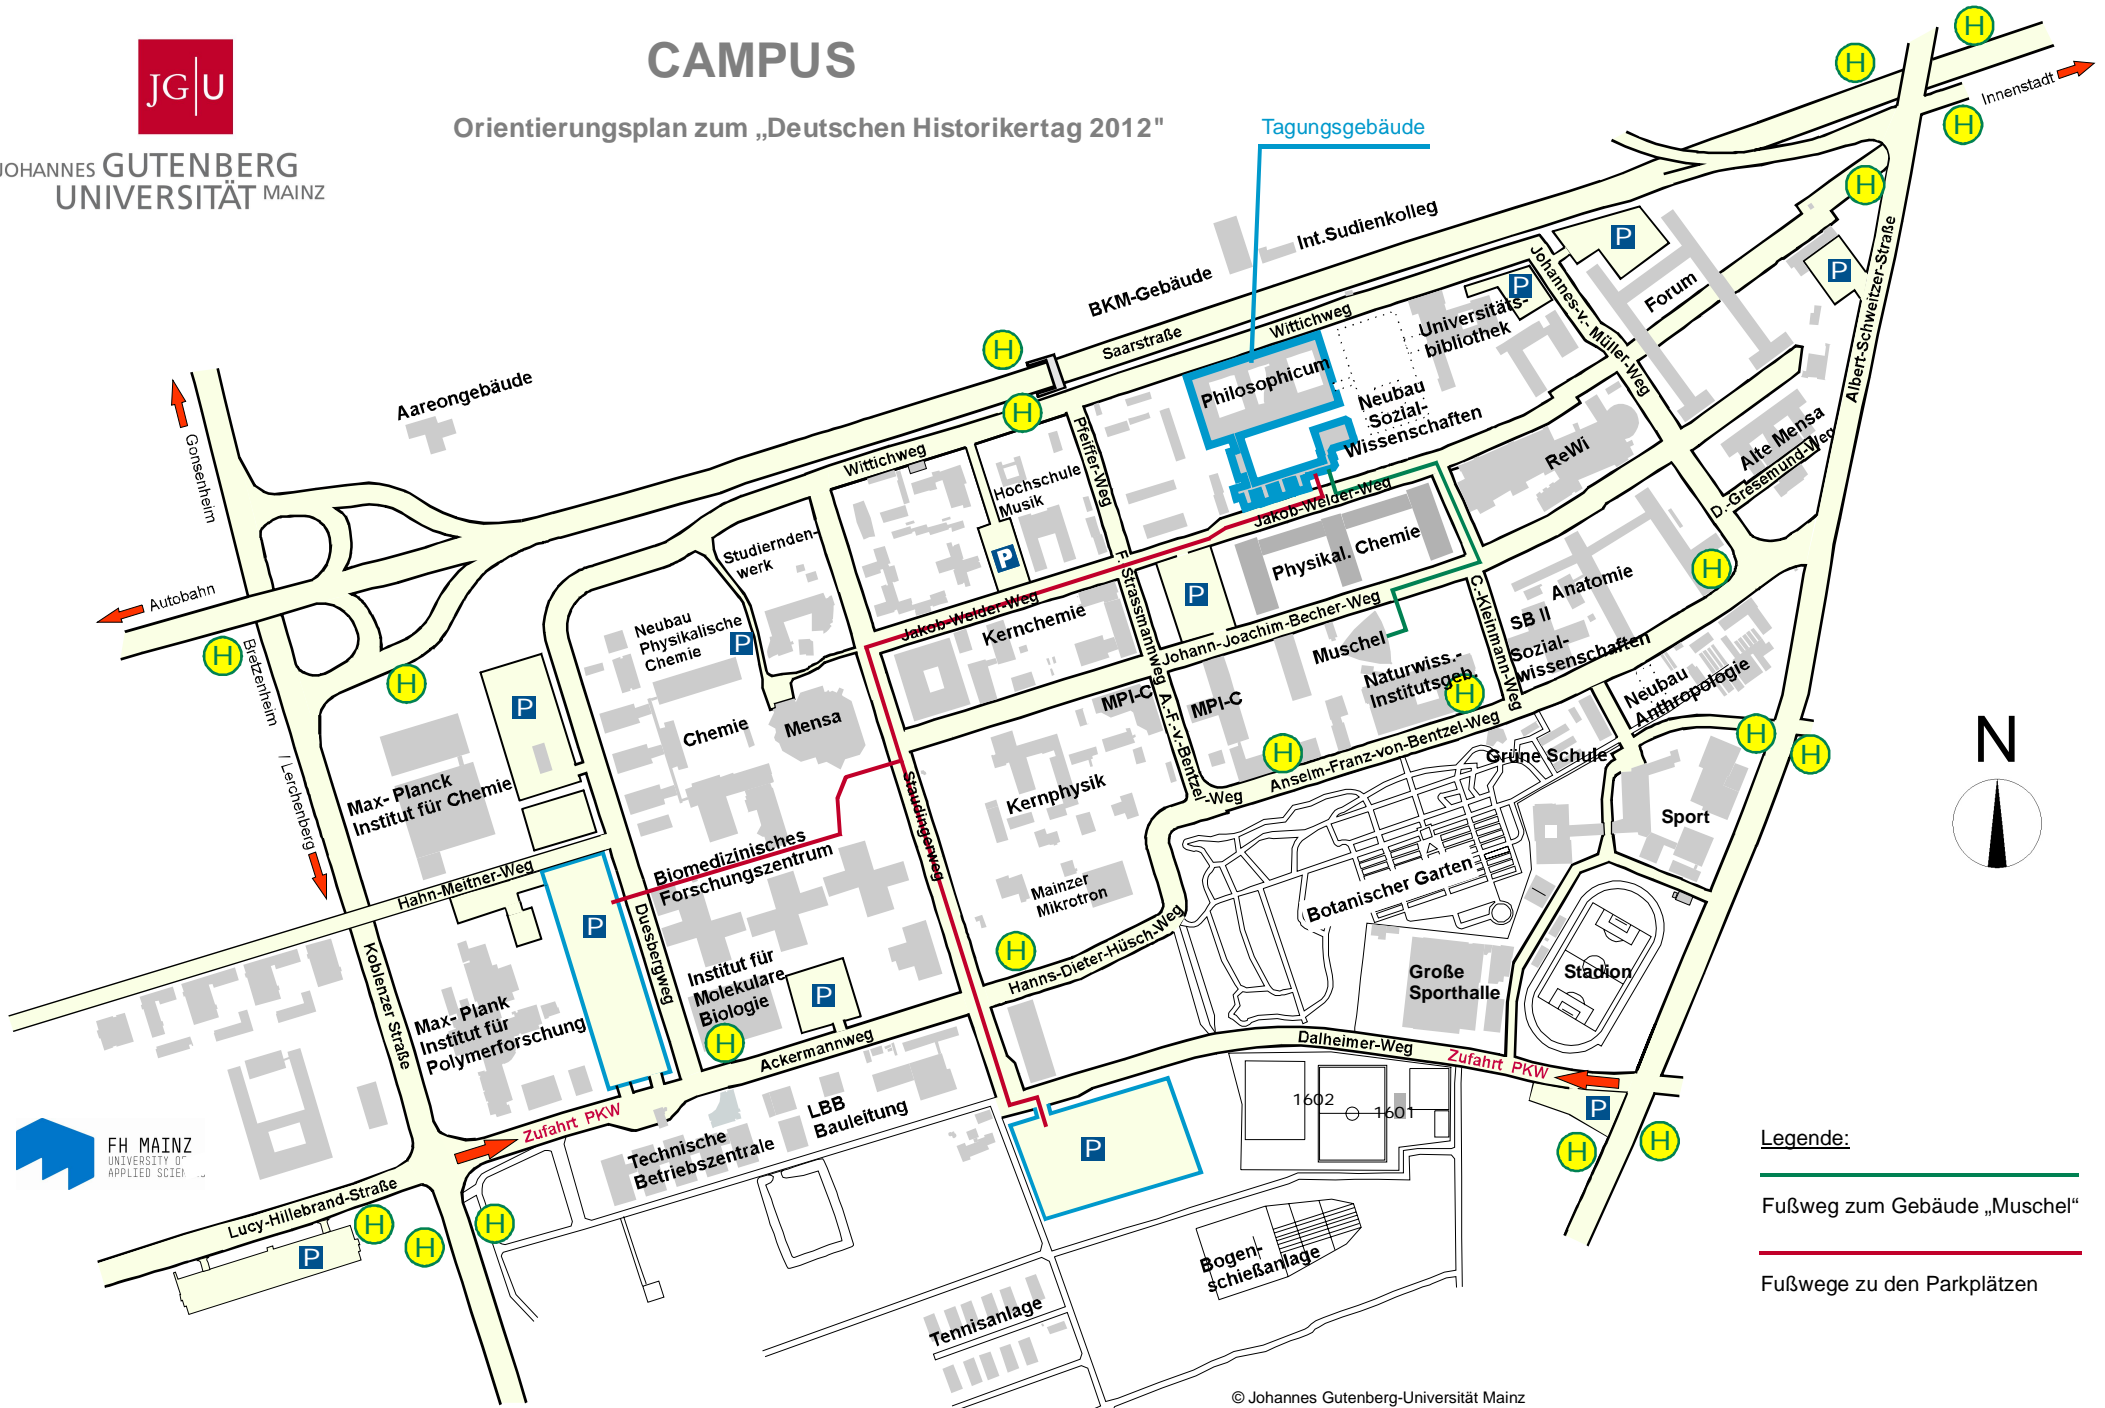 CAMPUS
Orientierungsplan zum „Deutschen Historikertag 2012"
JG|U
JOHANNES GUTENBERG
UNIVERSITÄT MAINZ
Tagungsgebäude
Innenstadt
H
H
H
H
Int.Sudienkolleg
BKM-Gebäude
Saarstraße
Wittichweg
Johannes-v.- Müller-Weg
P
P
P
Forum
Albert-Schweitzer-Straße
Universitäts-
bibliothek
Philosophicum
Neubau
Sozial-
Wissenschaften
H
H
Aareongebäude
Gonsenheim
Wittichweg
Pfeiffer-Weg
Hochschule
Musik
ReWi
Alte Mensa
D.-Gresemund-Weg
Jakob-Welder-Weg
Physikal. Chemie
Studiernden-
werk
P
F. Strassmannweg
P
Anatomie
H
Autobahn
Bretzenheim
/ Lerchenberg
H
H
Neubau
Physikalische
Chemie
P
Jakob-Welder-Weg
Kernchemie
Johann-Joachim-Becher-Weg
Muschel
C.-Kleinmann-Weg
SB II
Sozial-
wissenschaften
Naturwiss.-
Institutsgeb.
H
Neubau
Anthropologie
P
Chemie
Mensa
MPI-C
MPI-C
A.-F.-v.-Bentzel
-Weg
Anselm-Franz-von-Bentzel-Weg
H
Grüne Schule
H
H
N
Max- Planck
Institut für Chemie
Staudingerweg
Kernphysik
Sport
Biomedizinisches
Forschungszentrum
Hahn-Meitner-Weg
Mainzer
Mikrotron
Botanischer Garten
P
Duesbergweg
Koblenzer Straße
H
Hanns-Dieter-Hüsch-Weg
Institut für
Molekulare
Biologie
P
Große
Sporthalle
Stadion
Max- Plank
Institut für
Polymerforschung
H
Ackermannweg
Dalheimer-Weg
Zufahrt PKW
P
1602
1601
LBB
Bauleitung
Zufahrt PKW
Technische
Betriebszentrale
P
H
H
FH MAINZ
UNIVERSITY OF
APPLIED
Lucy-Hillebrand-Straße
H
H
H
P
Bogen-
schießanlage
Tennisanlage
Legende:
Fußweg zum Gebäude „Muschel“
Fußwege zu den Parkplätzen
© Johannes Gutenberg-Universität Mainz